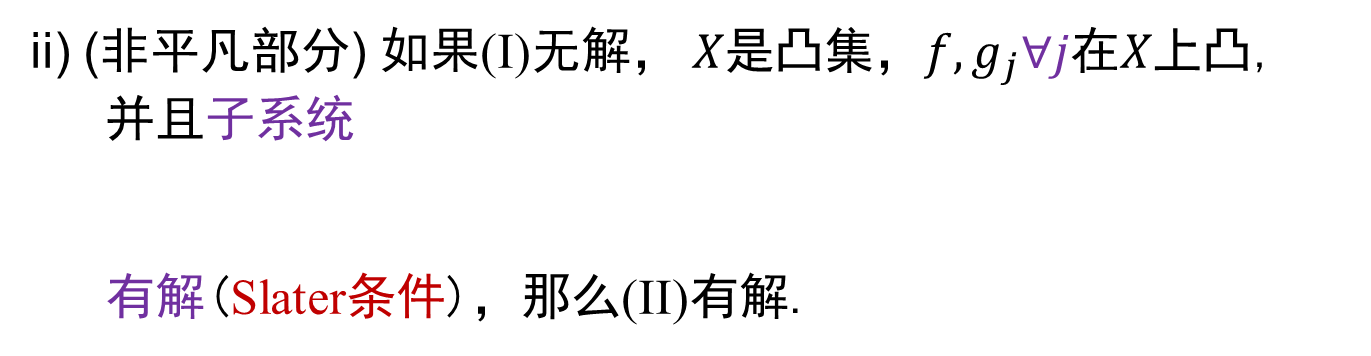 ii) (非平凡部分) 如果(I)无解， X是凸集，f,gⱼ∀j在X上凸,
并且子系统
有解(Slater条件)，那么(II)有解.